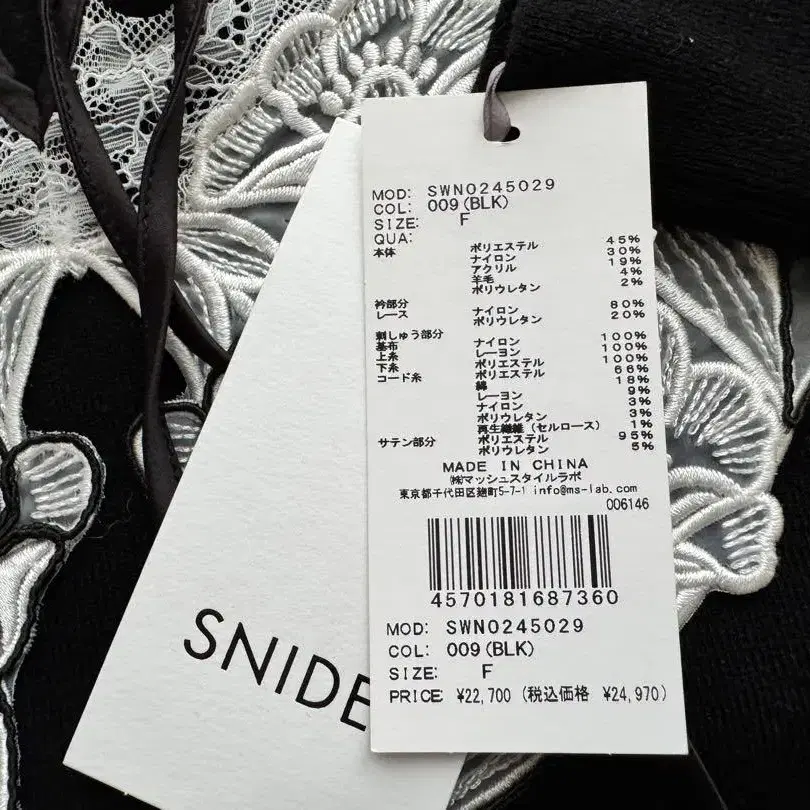 MOD: SWN0245029
COL: 009(BLK)
SIZE: F
QUA:
本体 ポリエステル 45%
ナイロン 30%
アクリル 19%
羊毛 4%
ポリウレタン 2%
衿部分
レース ナイロン 80%
ポリウレタン 20%
刺しゅう部分
基布 ナイロン 100%
上糸 レーヨン 100%
下糸 ポリエステル 100%
コード糸 ポリエステル 66%
綿 18%
レーヨン 9%
ナイロン 3%
ポリウレタン 3%
再生繊維(セルロース) 1%
サテン部分 ポリエステル 95%
ポリウレタン 5%
MADE IN CHINA
㈱マッシュスタイルラボ
東京都千代田区麹町5-7-1 info@ms-lab.com
006146
4570181687360
MOD: SWN0245029
COL: 009(BLK)
SIZE: F
PRICE ¥22,700 (税込価格 ¥24,970)
SNIDE